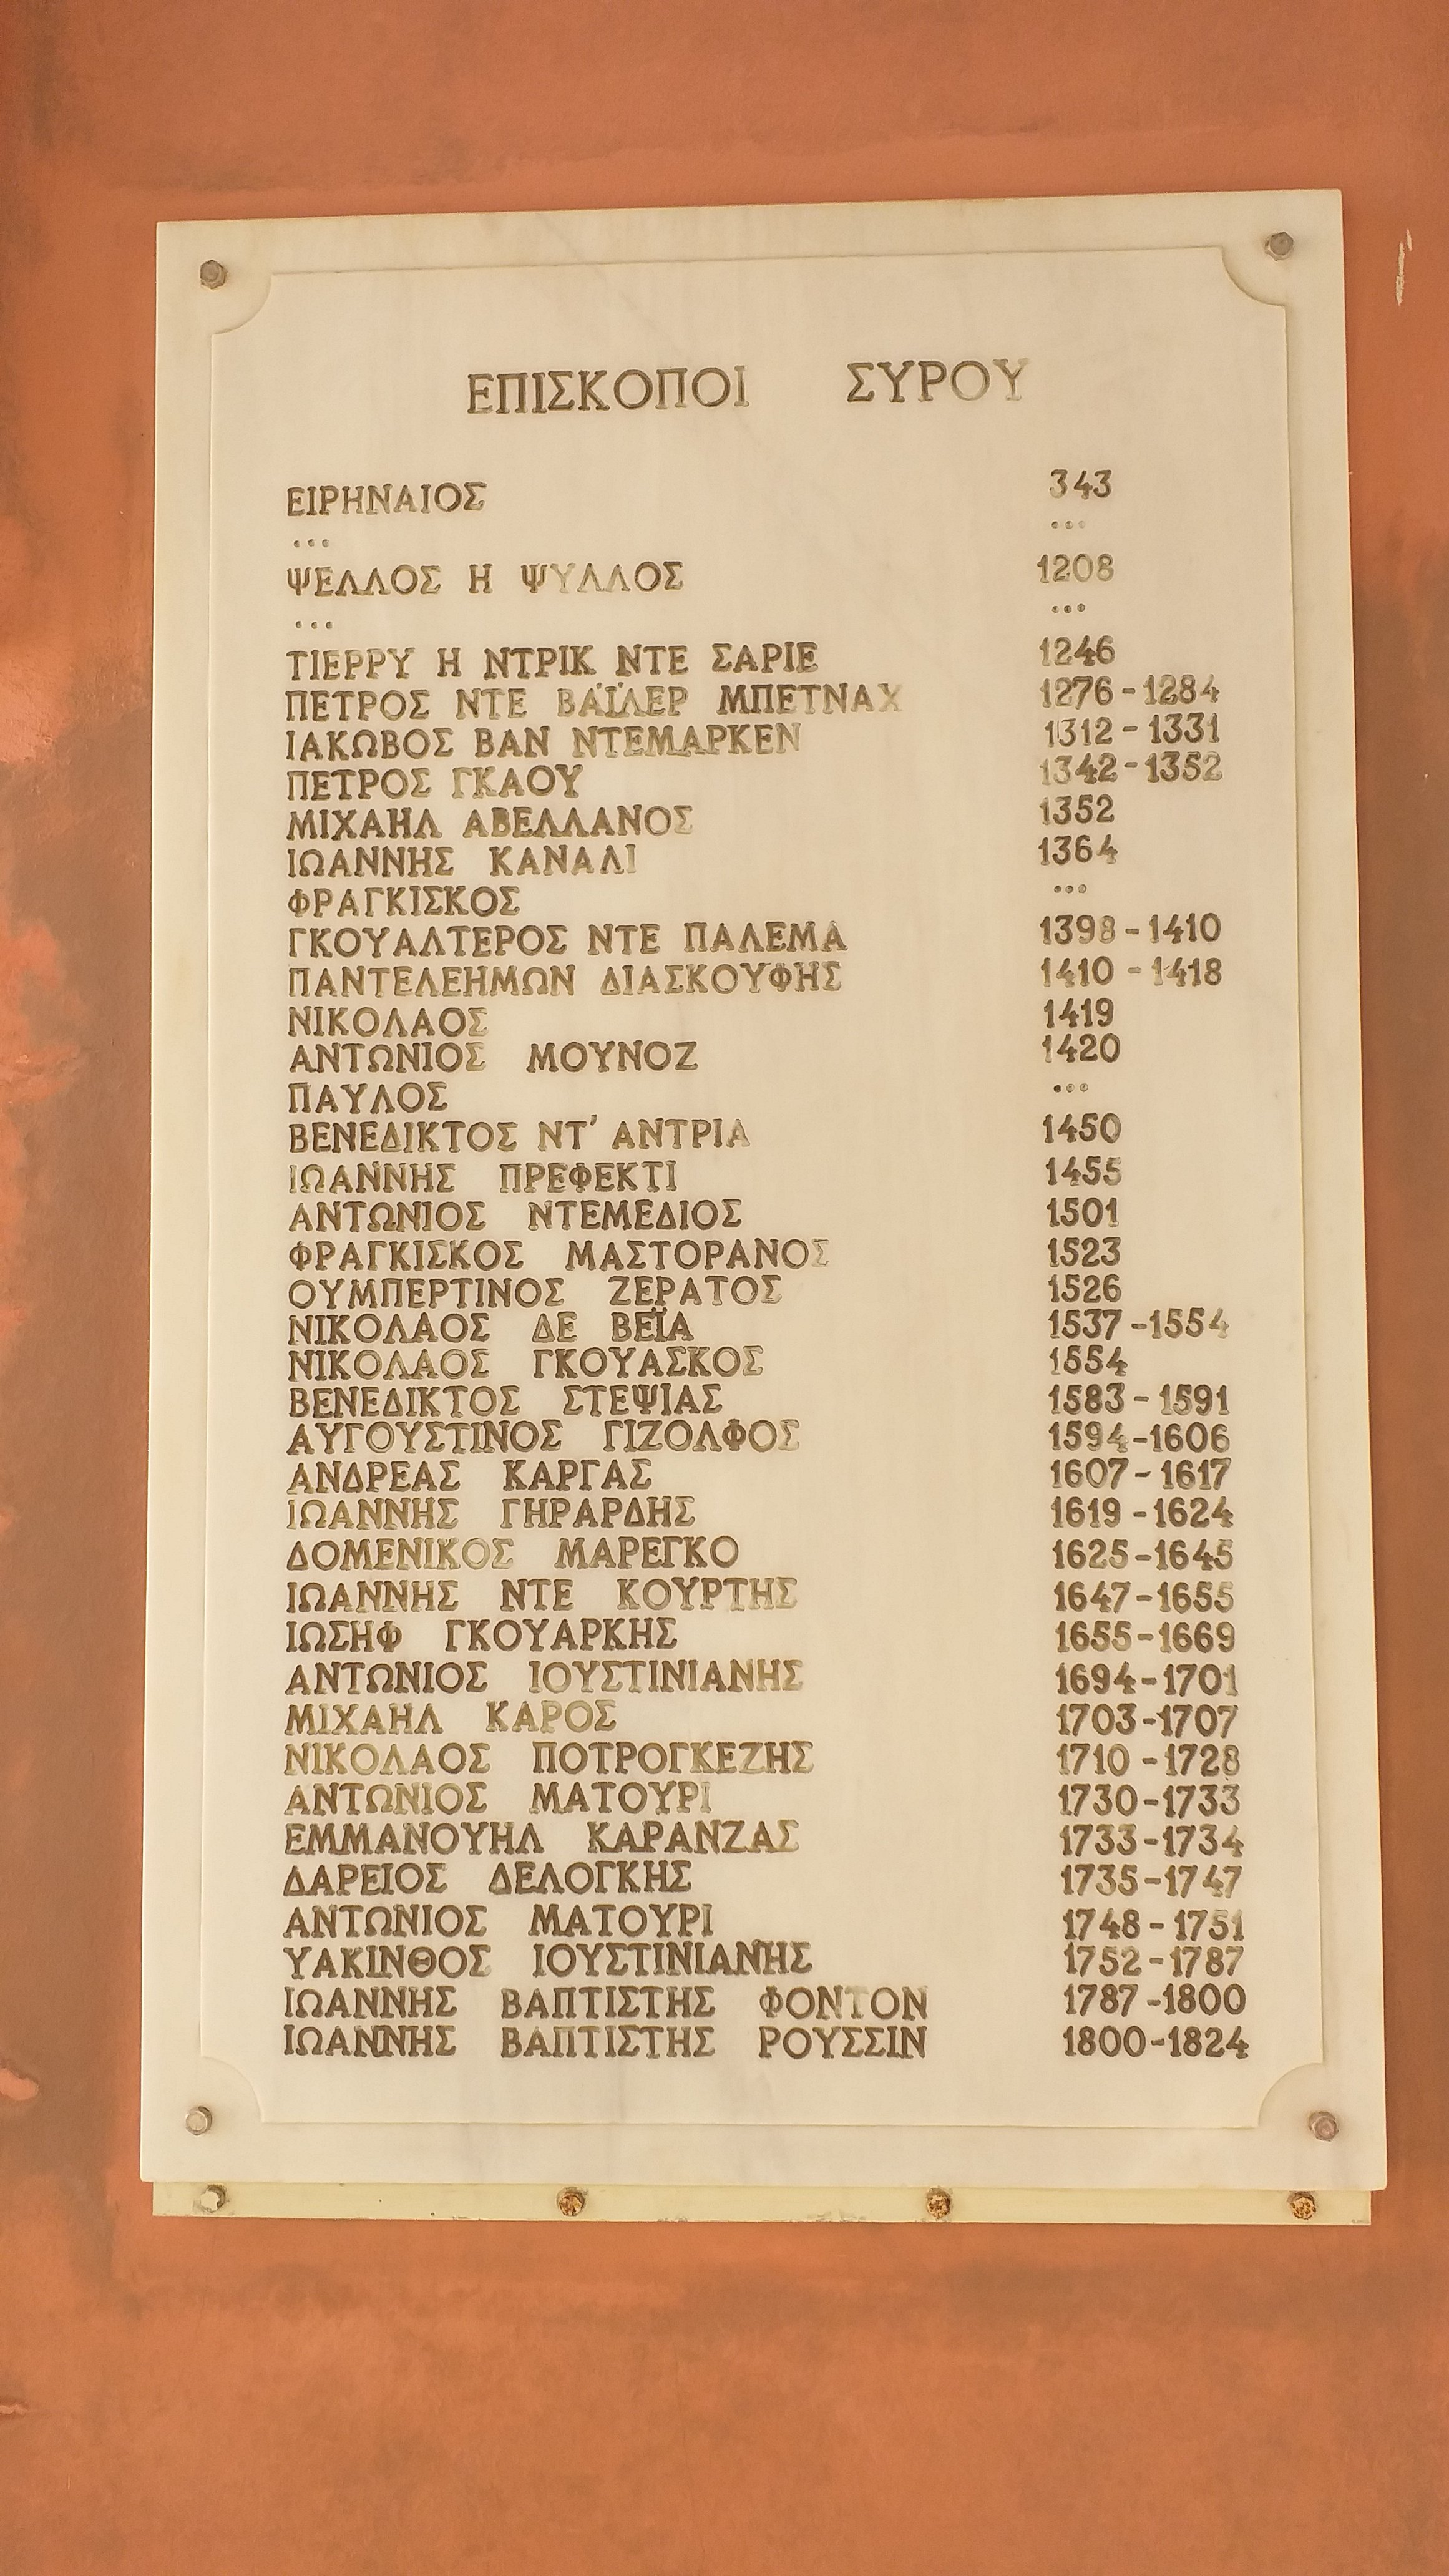 ΕΠΙΣΚΟΠΟΙ ΣΥΡΟΥ
ΕΙΡΗΝΑΙΟΣ 343
... ...
ΨΕΛΛΟΣ Η ΨΥΛΛΟΣ 1208
... ...
ΤΙΕΡΡΥ Η ΝΤΡΙΚ ΝΤΕ ΣΑΡΙΕ 1246
ΠΕΤΡΟΣ ΝΤΕ ΒΑΪΛΕΡ ΜΠΕΤΝΑΧ 1276-1284
ΙΑΚΩΒΟΣ ΒΑΝ ΝΤΕΜΑΡΚΕΝ 1312-1331
ΠΕΤΡΟΣ ΓΚΑΟΥ 1342-1352
ΜΙΧΑΗΛ ΑΒΕΛΛΑΝΟΣ 1352
ΙΩΑΝΝΗΣ ΚΑΝΑΛΙ 1364
ΦΡΑΓΚΙΣΚΟΣ ...
ΓΚΟΥΑΛΤΕΡΟΣ ΝΤΕ ΠΑΛΕΜΑ 1398-1410
ΠΑΝΤΕΛΕΗΜΩΝ ΔΙΑΣΚΟΥΦΗΣ 1410-1418
ΝΙΚΟΛΑΟΣ 1419
ΑΝΤΩΝΙΟΣ ΜΟΥΝΟΖ 1420
ΠΑΥΛΟΣ ...
ΒΕΝΕΔΙΚΤΟΣ ΝΤ' ΑΝΤΡΙΑ 1450
ΙΩΑΝΝΗΣ ΠΡΕΦΕΚΤΙ 1455
ΑΝΤΩΝΙΟΣ ΝΤΕΜΕΔΙΟΣ 1501
ΦΡΑΓΚΙΣΚΟΣ ΜΑΣΤΟΡΑΝΟΣ 1523
ΟΥΜΠΕΡΤΙΝΟΣ ΖΕΡΑΤΟΣ 1526
ΝΙΚΟΛΑΟΣ ΔΕ ΒΕΪΑ 1537-1554
ΝΙΚΟΛΑΟΣ ΓΚΟΥΑΣΚΟΣ 1554
ΒΕΝΕΔΙΚΤΟΣ ΣΤΕΨΙΑΣ 1583-1591
ΑΥΓΟΥΣΤΙΝΟΣ ΓΙΖΟΛΦΟΣ 1594-1606
ΑΝΔΡΕΑΣ ΚΑΡΓΑΣ 1607-1617
ΙΩΑΝΝΗΣ ΓΗΡΑΡΔΗΣ 1619-1624
ΔΟΜΕΝΙΚΟΣ ΜΑΡΕΓΚΟ 1625-1645
ΙΩΑΝΝΗΣ ΝΤΕ ΚΟΥΡΤΗΣ 1647-1655
ΙΩΣΗΦ ΓΚΟΥΑΡΚΗΣ 1655-1669
ΑΝΤΩΝΙΟΣ ΙΟΥΣΤΙΝΙΑΝΗΣ 1694-1701
ΜΙΧΑΗΛ ΚΑΡΟΣ 1703-1707
ΝΙΚΟΛΑΟΣ ΠΟΤΡΟΓΚΕΖΗΣ 1710-1728
ΑΝΤΩΝΙΟΣ ΜΑΤΟΥΡΙ 1730-1733
ΕΜΜΑΝΟΥΗΛ ΚΑΡΑΝΖΑΣ 1733-1734
ΔΑΡΕΙΟΣ ΔΕΛΟΓΚΗΣ 1735-1747
ΑΝΤΩΝΙΟΣ ΜΑΤΟΥΡΙ 1748-1751
ΥΑΚΙΝΘΟΣ ΙΟΥΣΤΙΝΙΑΝΗΣ 1752-1787
ΙΩΑΝΝΗΣ ΒΑΠΤΙΣΤΗΣ ΦΟΝΤΟΝ 1787-1800
ΙΩΑΝΝΗΣ ΒΑΠΤΙΣΤΗΣ ΡΟΥΣΣΙΝ 1800-1824